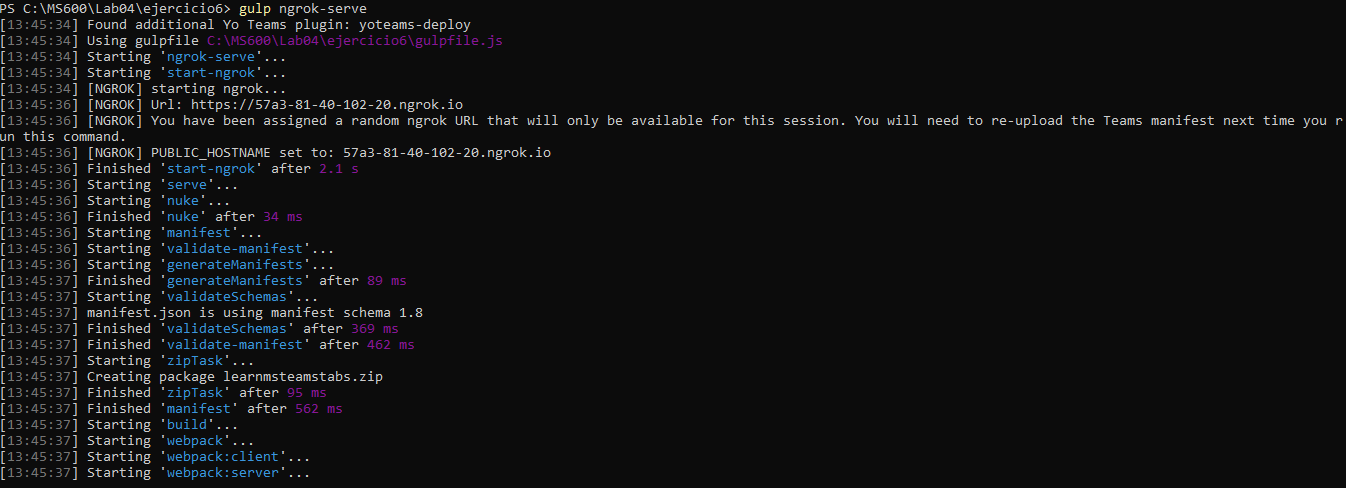 PS C:\MS600\Lab04\ejercicio6> gulp ngrok-serve
[13:45:34] Found additional Yo Teams plugin: yoteams-deploy
[13:45:34] Using gulpfile C:\MS600\Lab04\ejercicio6\gulpfile.js
[13:45:34] Starting 'ngrok-serve'...
[13:45:34] Starting 'start-ngrok'...
[13:45:34] [NGROK] starting ngrok...
[13:45:36] [NGROK] Url: https://57a3-81-40-102-20.ngrok.io
[13:45:36] [NGROK] You have been assigned a random ngrok URL that will only be available for this session. You will need to re-upload the Teams manifest next time you r
un this command.
[13:45:36] [NGROK] PUBLIC_HOSTNAME set to: 57a3-81-40-102-20.ngrok.io
[13:45:36] Finished 'start-ngrok' after 2.1 s
[13:45:36] Starting 'serve'...
[13:45:36] Starting 'nuke'...
[13:45:36] Finished 'nuke' after 34 ms
[13:45:36] Starting 'manifest'...
[13:45:36] Starting 'validate-manifest'...
[13:45:36] Starting 'generateManifests'...
[13:45:37] Finished 'generateManifests' after 89 ms
[13:45:37] Starting 'validateSchemas'...
[13:45:37] manifest.json is using manifest schema 1.8
[13:45:37] Finished 'validateSchemas' after 369 ms
[13:45:37] Finished 'validate-manifest' after 462 ms
[13:45:37] Starting 'zipTask'...
[13:45:37] Creating package learnmsteamstabs.zip
[13:45:37] Finished 'zipTask' after 95 ms
[13:45:37] Finished 'manifest' after 562 ms
[13:45:37] Starting 'build'...
[13:45:37] Starting 'webpack'...
[13:45:37] Starting 'webpack:client'...
[13:45:37] Starting 'webpack:server'...